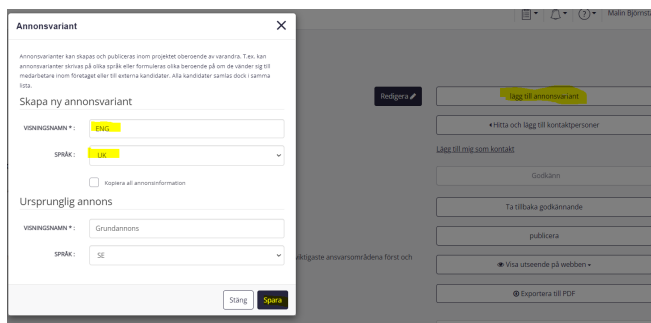 Malin Björnsta
Annonsvariant
Annonsvarianter kan skapas och publiceras inom projektet oberoende av varandra. T.ex. kan
annonsvarianter skrivas på olika språk eller formuleras olika beroende på om de vänder sig till
medarbetare inom företaget eller till externa kandidater. Alla kandidater samlas dock i samma
lista.
Skapa ny annonsvariant
VISNINGSNAMN * :
ENG
SPRÅK :
UK
Kopiera all annonsinformation
Ursprunglig annons
VISNINGSNAMN * :
Grundannons
SPRÅK :
SE
Stäng
Spara
Redigera
viktigaste ansvarsområdena först och
lägg till annonsvariant
Hitta och lägg till kontaktpersoner
Lägg till mig som kontakt
Godkänn
Ta tillbaka godkännande
publicera
Visa utseende på webben
Exportera till PDF